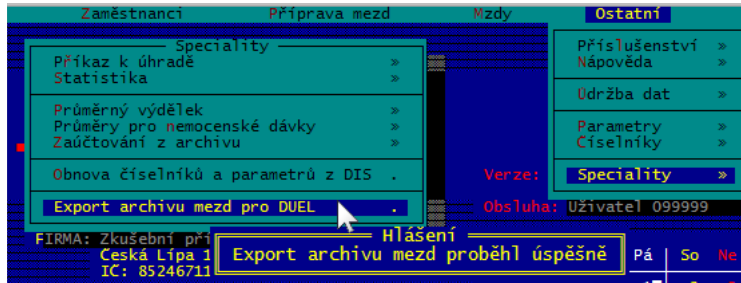 Zaměstnanci Příprava mezd Mzdy Ostatní
Speciality
Příkaz k úhradě »
Statistika »
Průměrný výdělek »
Průměry pro nemocenské dávky »
Zaúčtování z archivu »
Obnova číselníků a parametrů z DIS .
Export archivu mezd pro DUEL .
Příslušenství »
Nápověda »
Údržba dat »
Parametry »
Číselníky »
Speciality »
Verze:
Obsluha: Uživatel 099999
FIRMA: Zkušební pří
Česká Lípa 1
IČ: 85246711
Hlášení
Export archivu mezd proběhl úspěšně
Pá So Ne